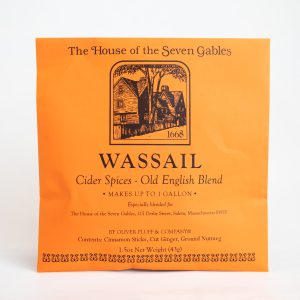 The House of the Seven Gables
1668
WASSAIL
Cider Spices - Old English Blend
• MAKES UP TO 1 GALLON •
Especially blended for
The House of the Seven Gables, 115 Derby Street, Salem, Massachusetts 01970
BY OLIVER PLUFF & COMPANY®
Contents: Cinnamon Sticks, Cut Ginger, Ground Nutmeg
1.5oz Net Weight (43g)